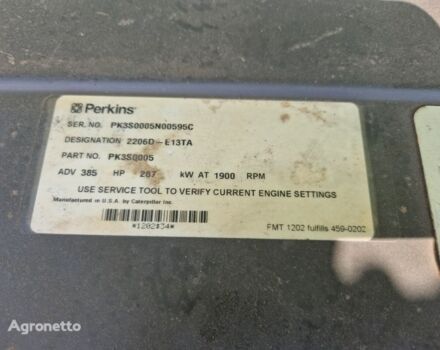 Perkins
SER. NO. PK3S0005N00595C
DESIGNATION 2206D-E13TA
PART NO. PK3S0005
ADV 385 HP 287 kW AT 1900 RPM
USE SERVICE TOOL TO VERIFY CURRENT ENGINE SETTINGS
Manufactured in U.S.A by Caterpillar Inc.
*1202534*
FMT 1202 fulfills 459-0202
Agronetto